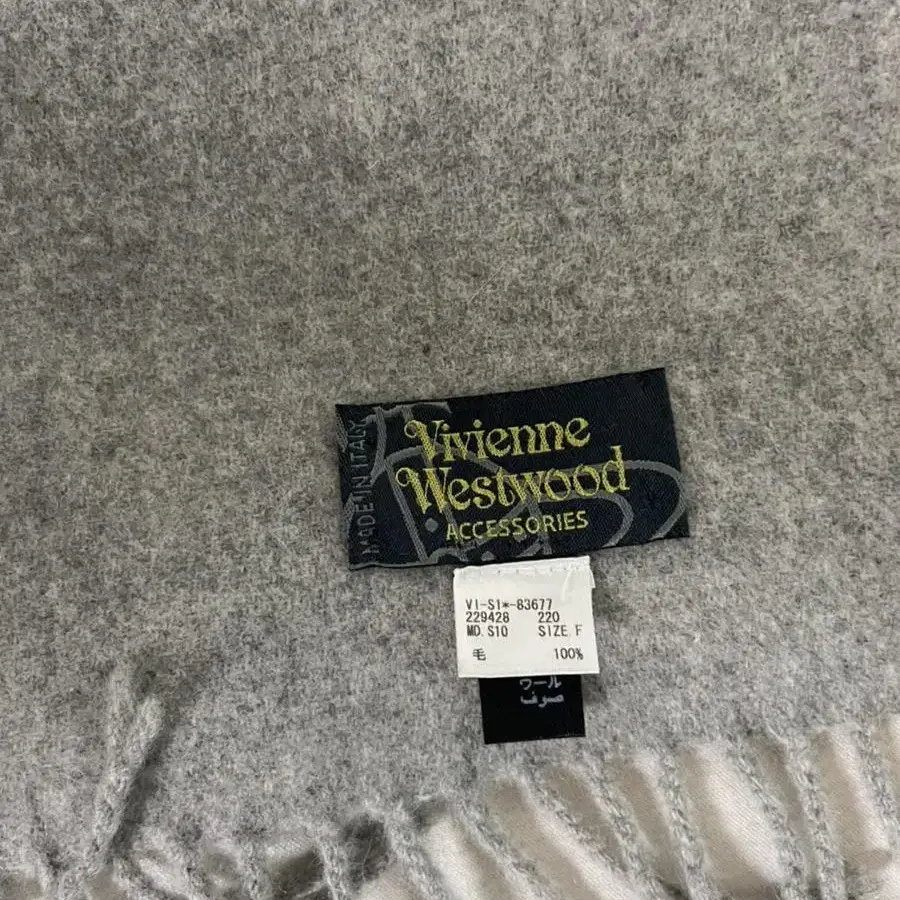 MADE IN ITALY
Vivienne
Westwood
ACCESSORIES
VI-S1*-83677
229428 220
MD.S10 SIZE.F
毛 100%
ウール
صوف